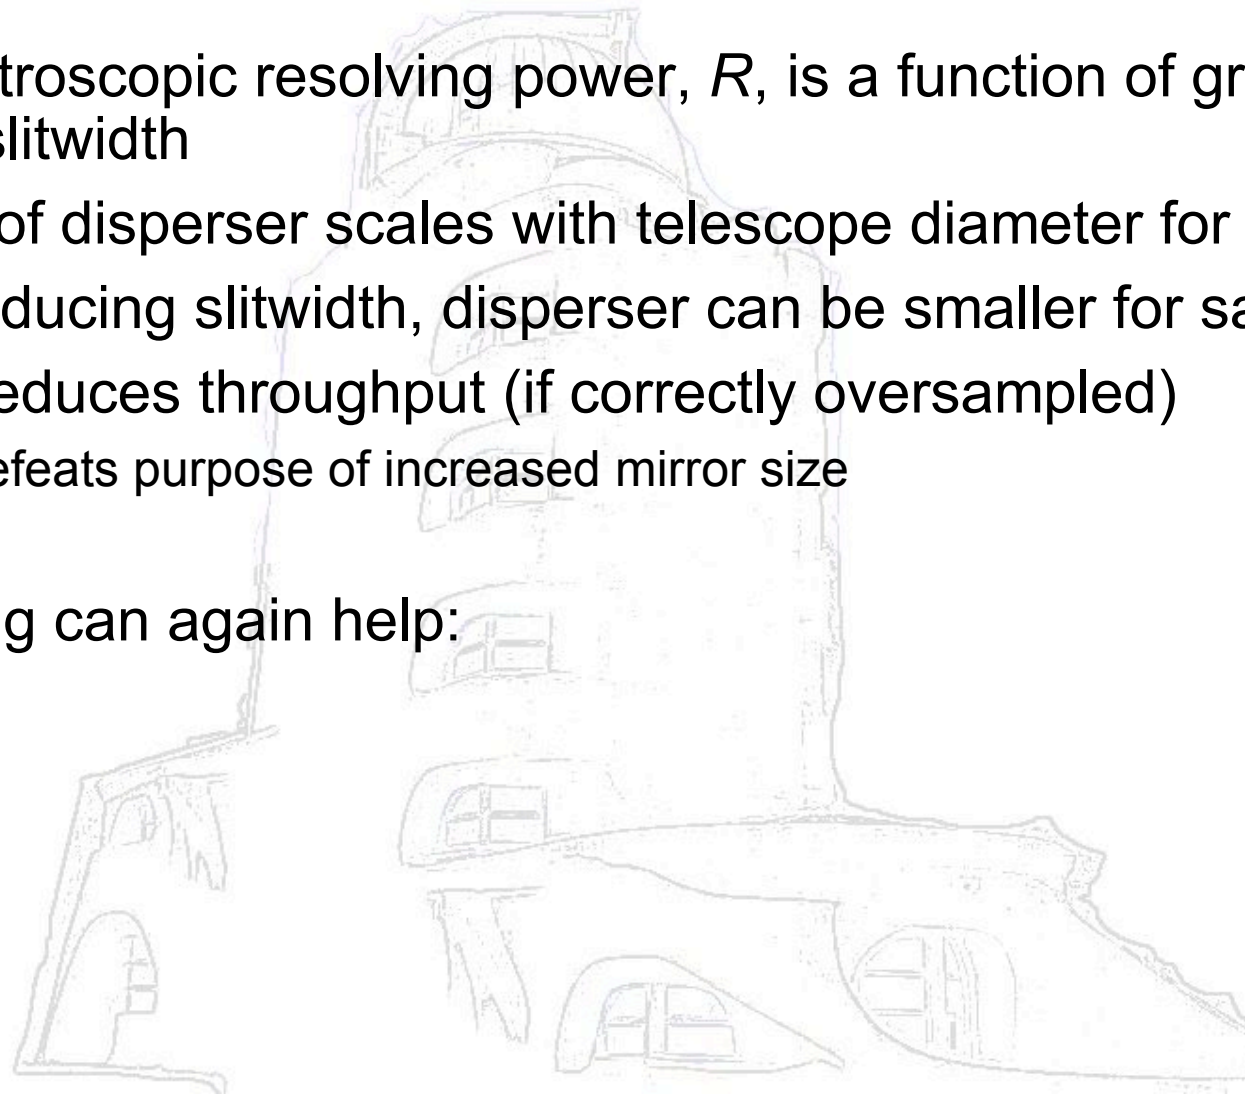 troscopic resolving power, R, is a function of gr
slitwidth
of disperser scales with telescope diameter for
ducing slitwidth, disperser can be smaller for sa
educes throughput (if correctly oversampled)
efeats purpose of increased mirror size
g can again help: